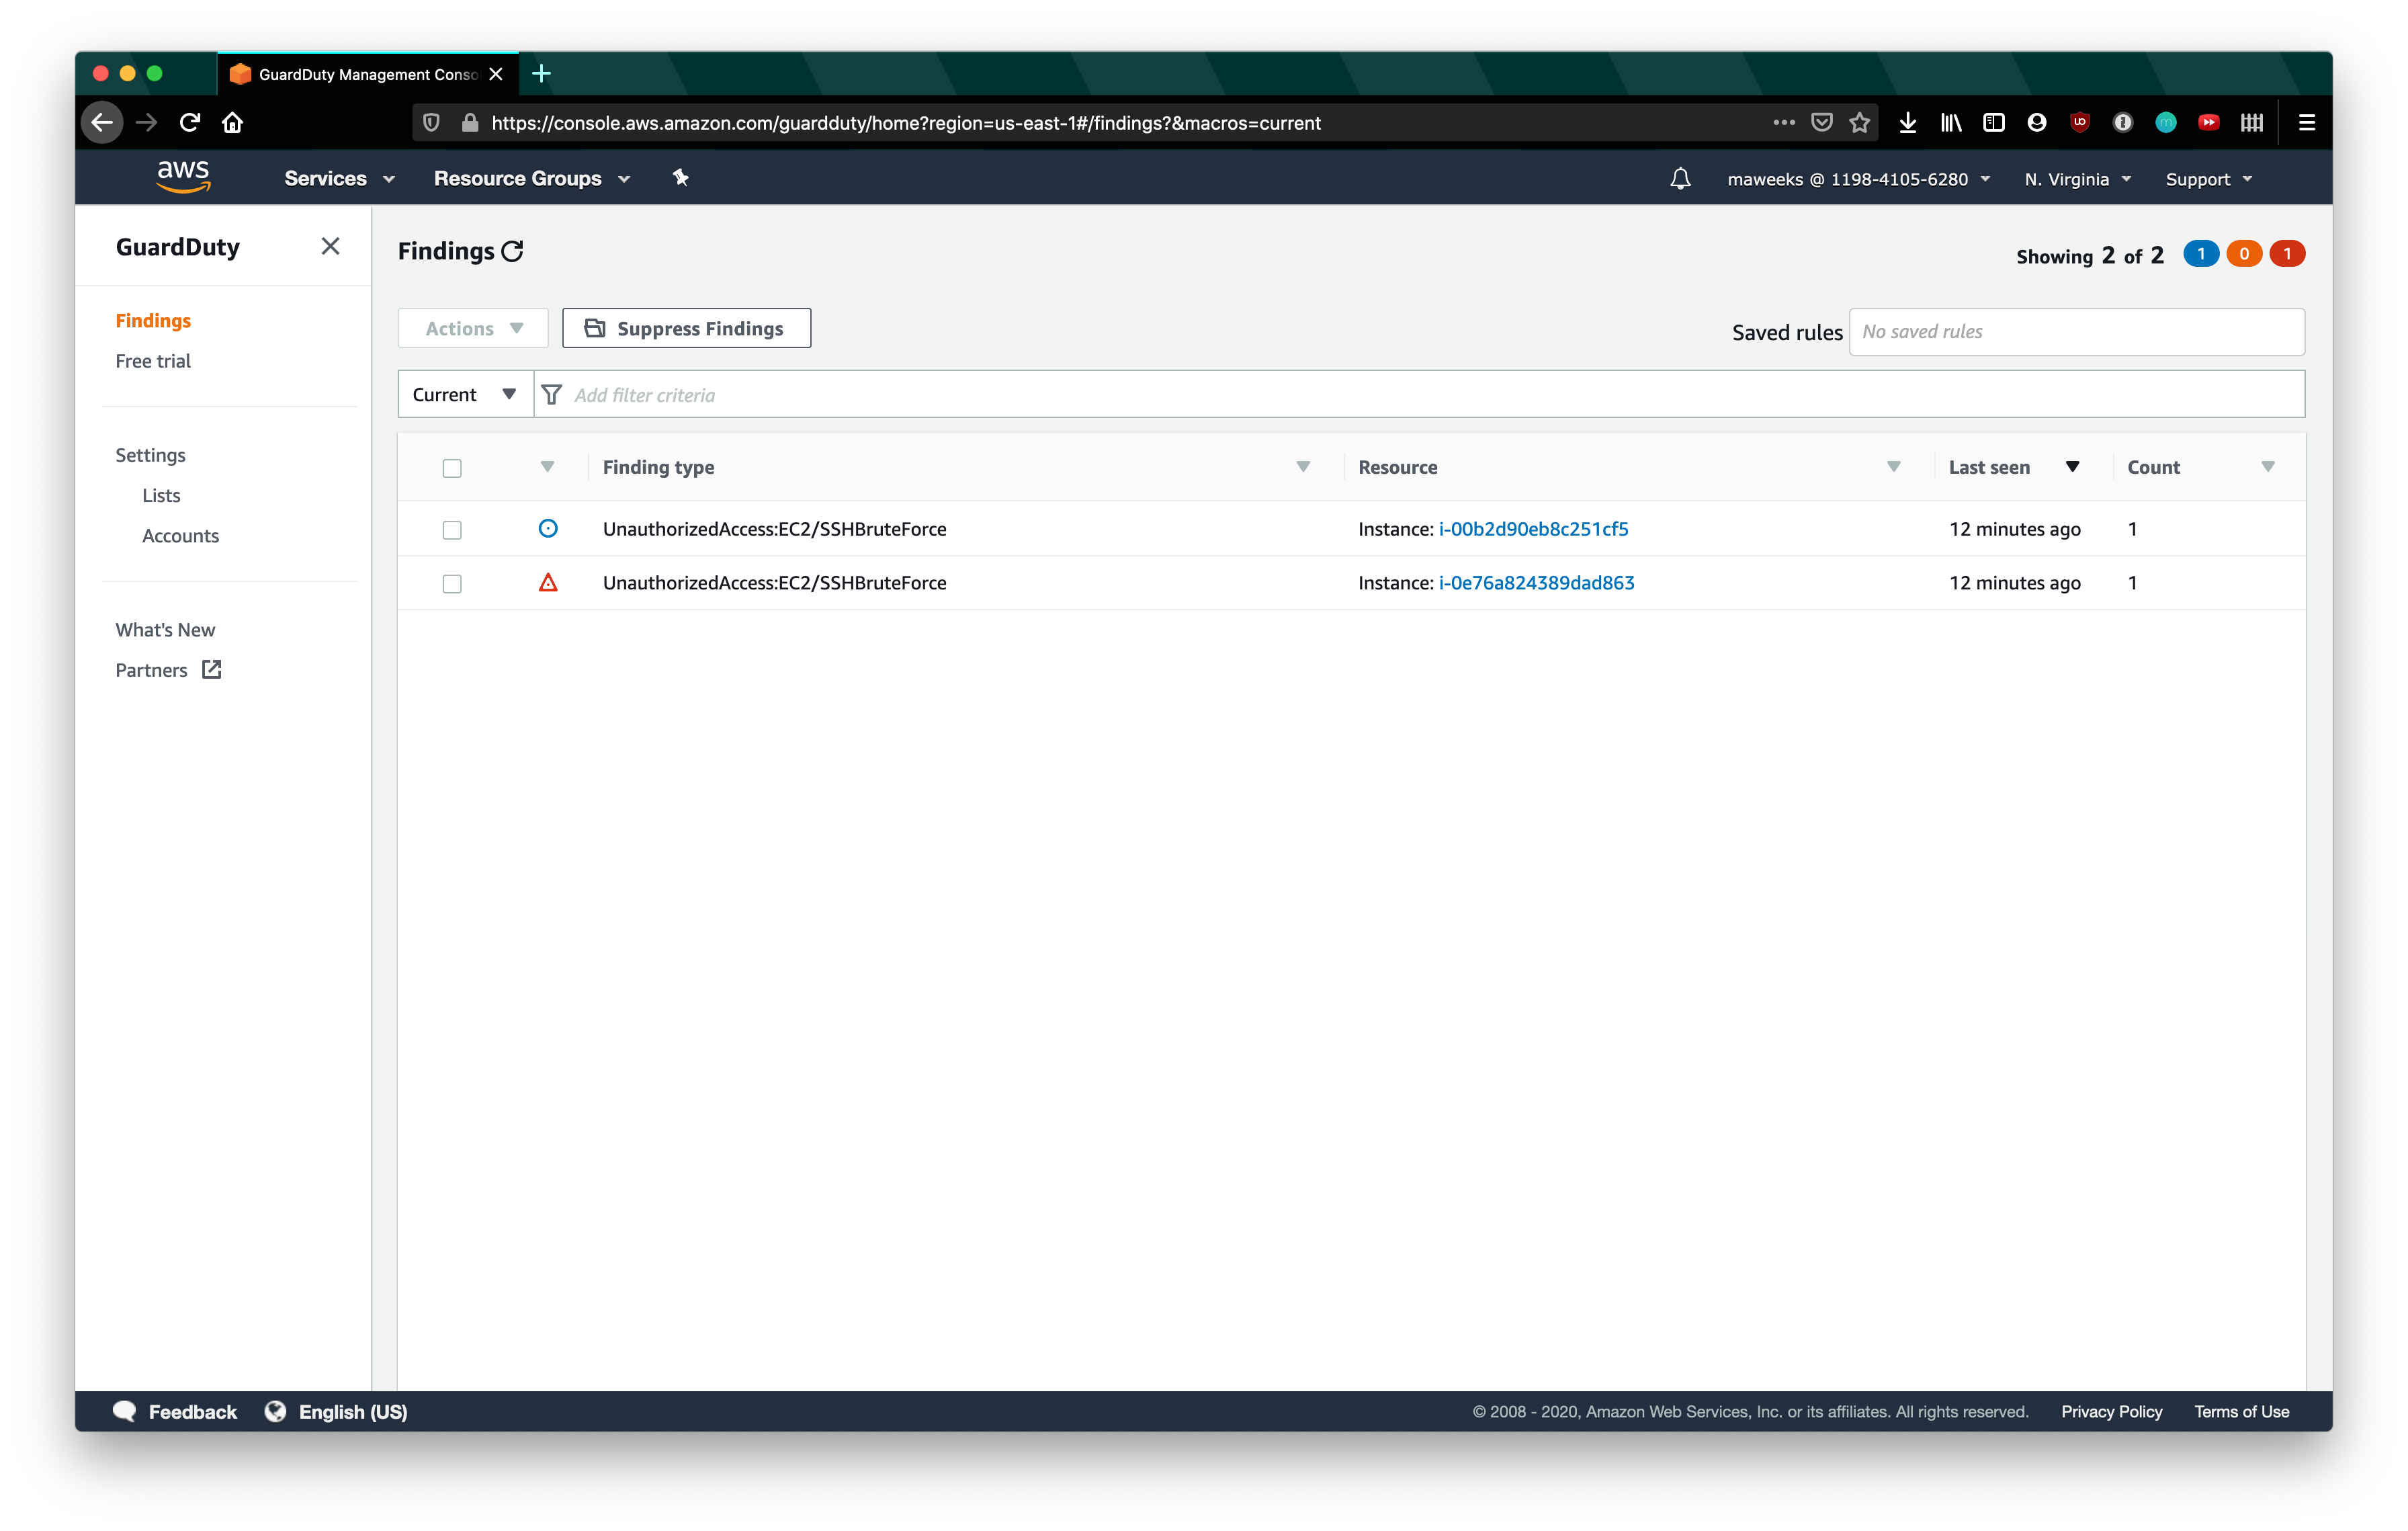 GuardDuty Management Conso
https://console.aws.amazon.com/guardduty/home?region=us-east-1#/findings?&macros=current
aws Services Resource Groups maweeks @ 1198-4105-6280 N. Virginia Support
GuardDuty
Findings
Free trial
Settings
Lists
Accounts
What's New
Partners
Findings Showing 2 of 2 1 0 1
Actions Suppress Findings Saved rules No saved rules
Current Add filter criteria
Finding type Resource Last seen Count
UnauthorizedAccess:EC2/SSHBruteForce Instance: i-00b2d90eb8c251cf5 12 minutes ago 1
UnauthorizedAccess:EC2/SSHBruteForce Instance: i-0e76a824389dad863 12 minutes ago 1
Feedback English (US) © 2008 - 2020, Amazon Web Services, Inc. or its affiliates. All rights reserved. Privacy Policy Terms of Use